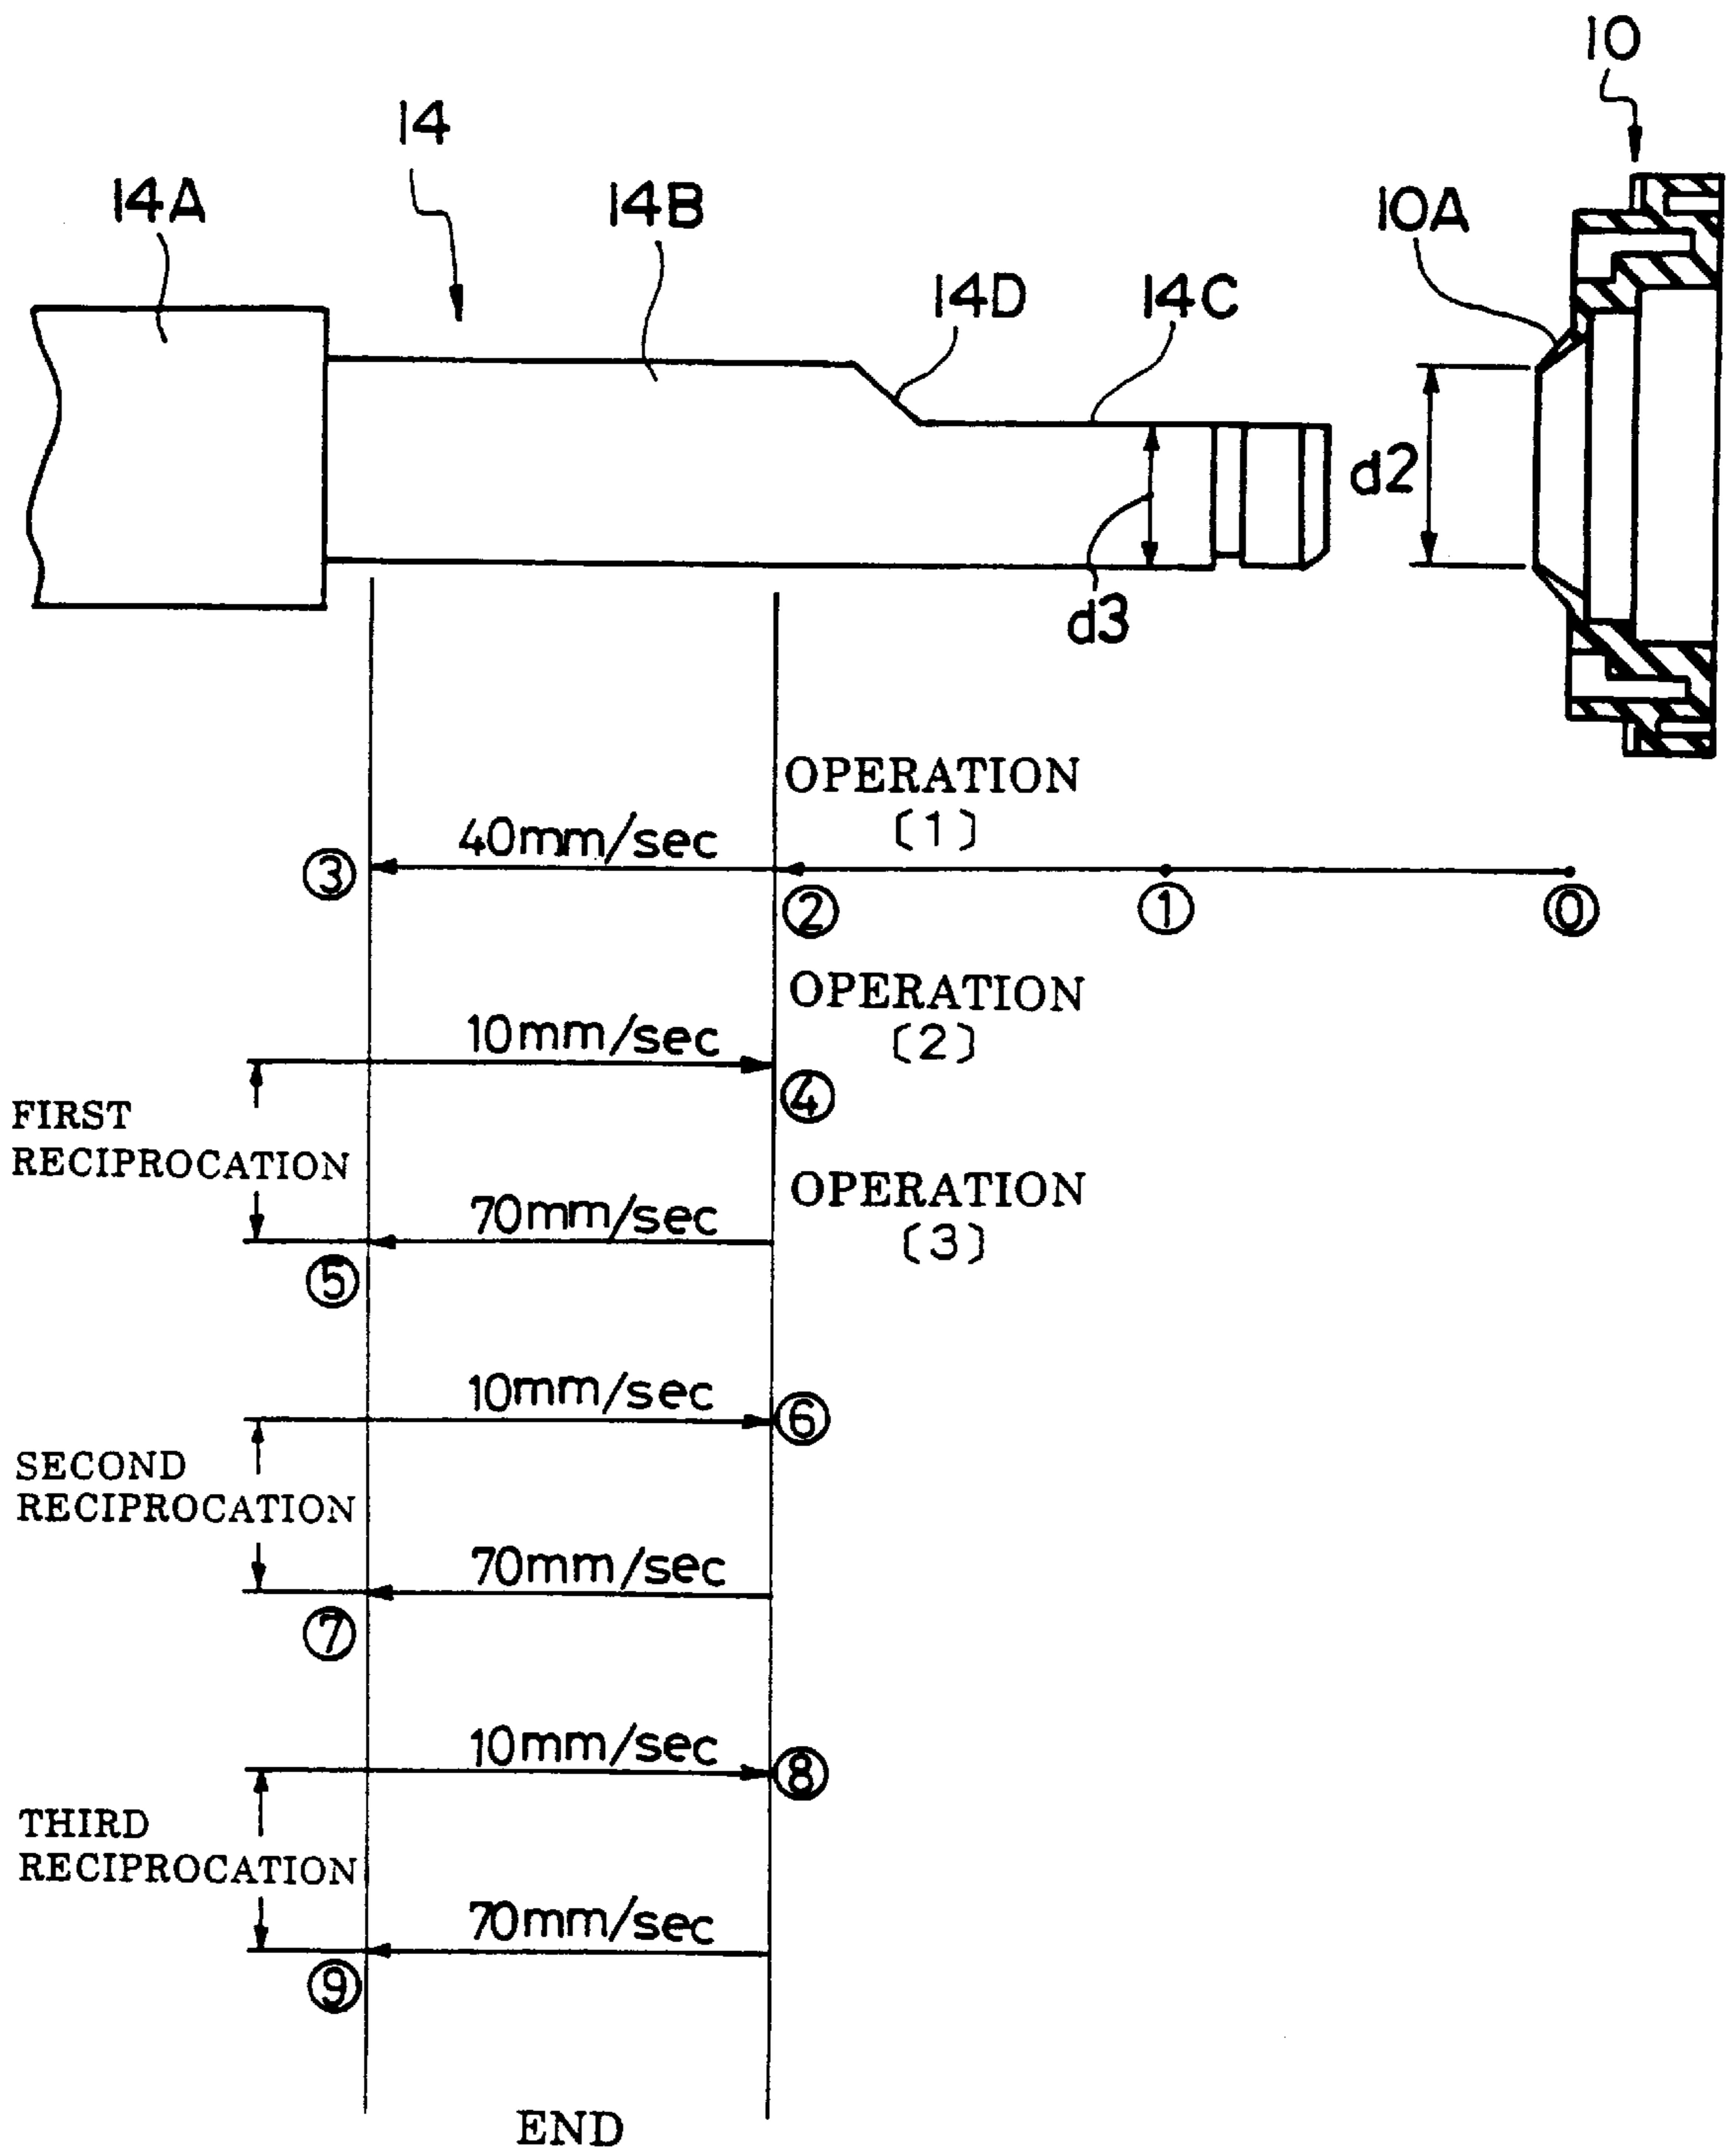 10
14
14A
14B
10A
14D
14C
d2
d3
OPERATION
〔1〕
40mm/sec
③
②
①
⓪
OPERATION
〔2〕
10mm/sec
④
FIRST
RECIPROCATION
OPERATION
〔3〕
70mm/sec
⑤
10mm/sec
⑥
SECOND
RECIPROCATION
70mm/sec
⑦
10mm/sec
⑧
THIRD
RECIPROCATION
70mm/sec
⑨
END